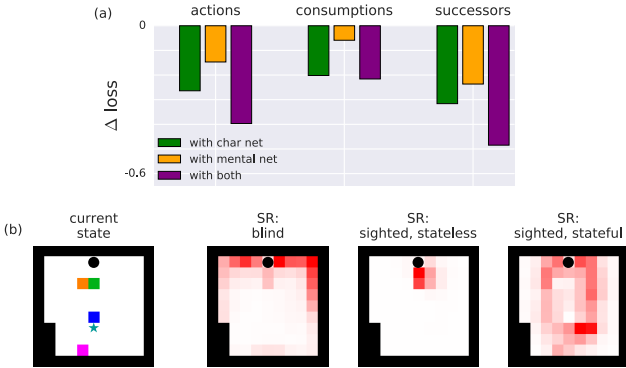 (a)
actions consumptions successors
0
Δ loss
-0.6
with char net
with mental net
with both
(b)
current
state
SR:
blind
SR:
sighted, stateless
SR:
sighted, stateful